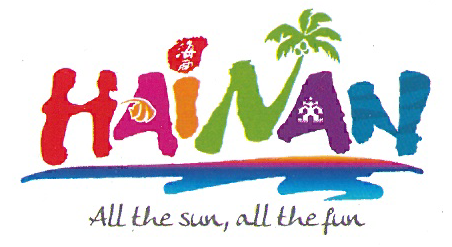 海南
HAINAN
All the sun, all the fun